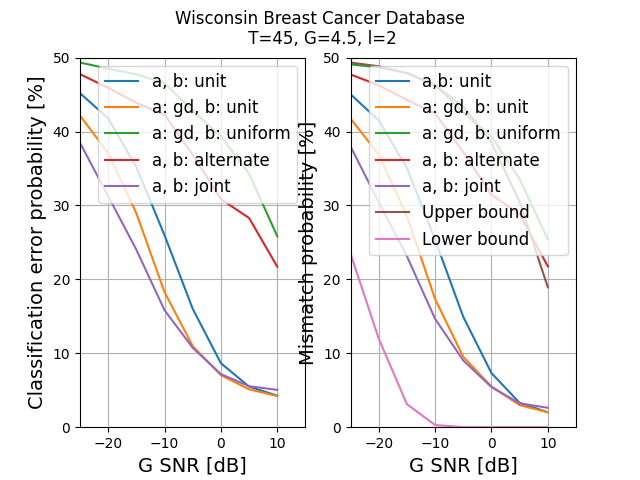 Wisconsin Breast Cancer Database
T=45, G=4.5, l=2
Classification error probability [%]
50
40
30
20
10
0
−20
−10
0
10
G SNR [dB]
a, b: unit
a: gd, b: unit
a: gd, b: uniform
a, b: alternate
a, b: joint
Mismatch probability [%]
50
40
30
20
10
0
−20
−10
0
10
G SNR [dB]
a,b: unit
a: gd, b: unit
a: gd, b: uniform
a, b: alternate
a, b: joint
Upper bound
Lower bound